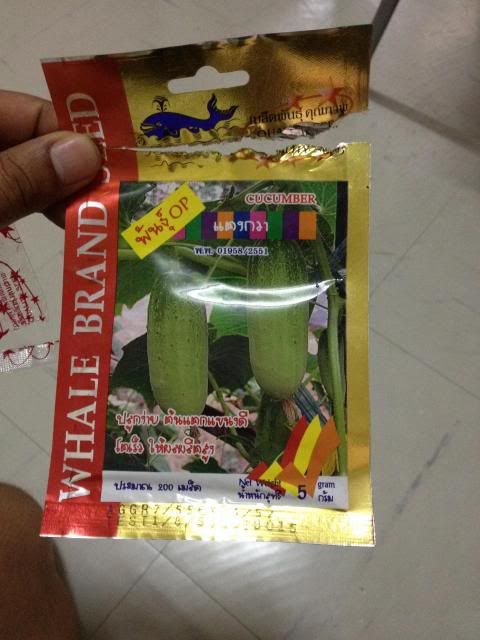 WHALE BRAND SEED
เมล็ดพันธุ์ คุณภาพ
CUCUMBER
พันธุ์ OP
แตงกวา
พ.พ. 01958/2551
ปลูกง่าย ต้นแตกแขนงดี
โตเร็ว ให้ผลผลิตสูง
ประมาณ 200 เมล็ด
Net Weight 5 gram
น้ำหนักสุทธิ กรัม